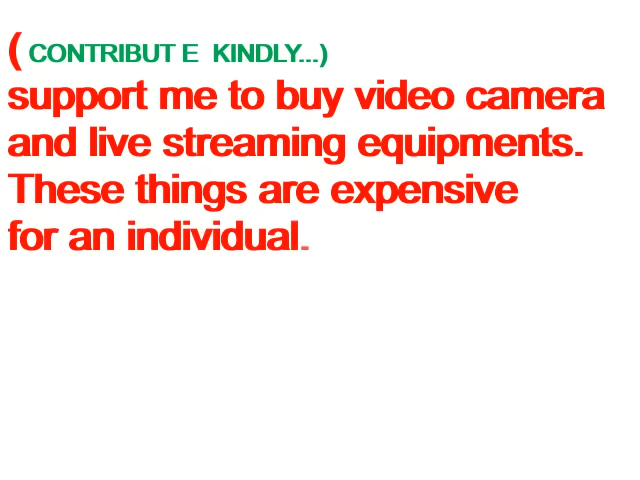 ( CONTRIBUT E  KINDLY...)
support me to buy video camera
and live streaming equipments.
These things are expensive
for an individual.